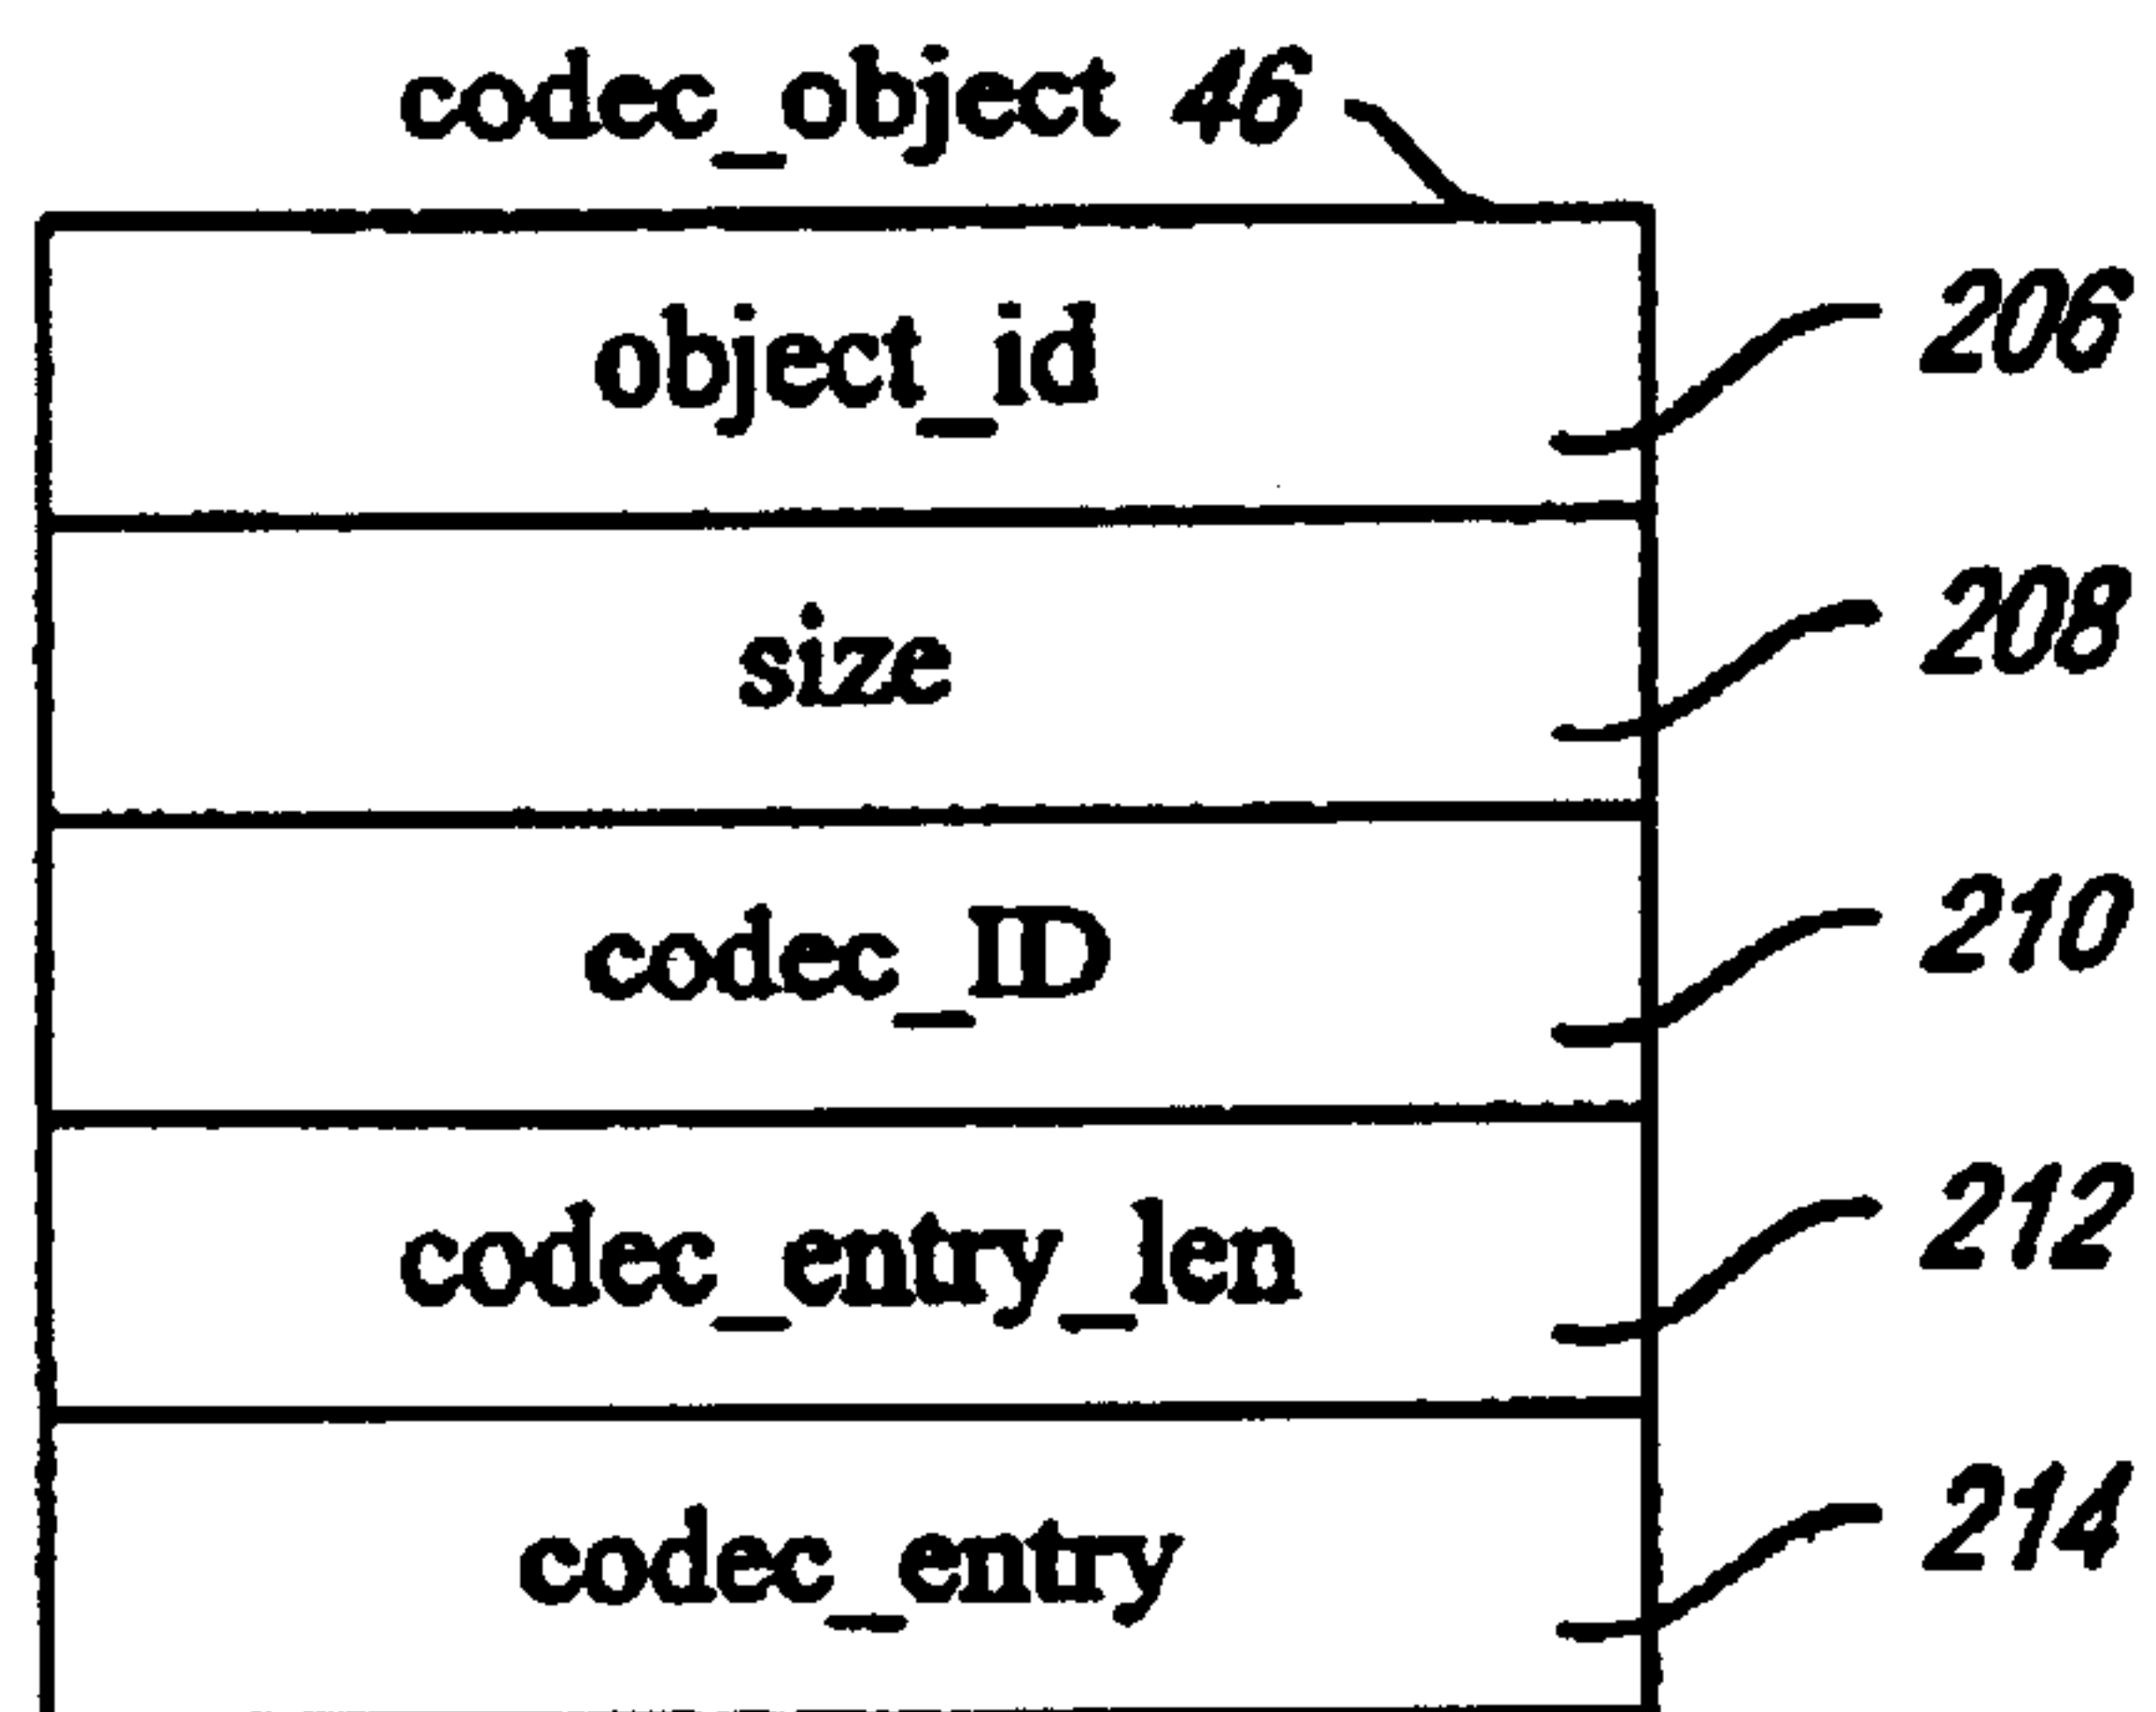 codec_object 46
object_id 206
size 208
codec_ID 210
codec_entry_len 212
codec_entry 214